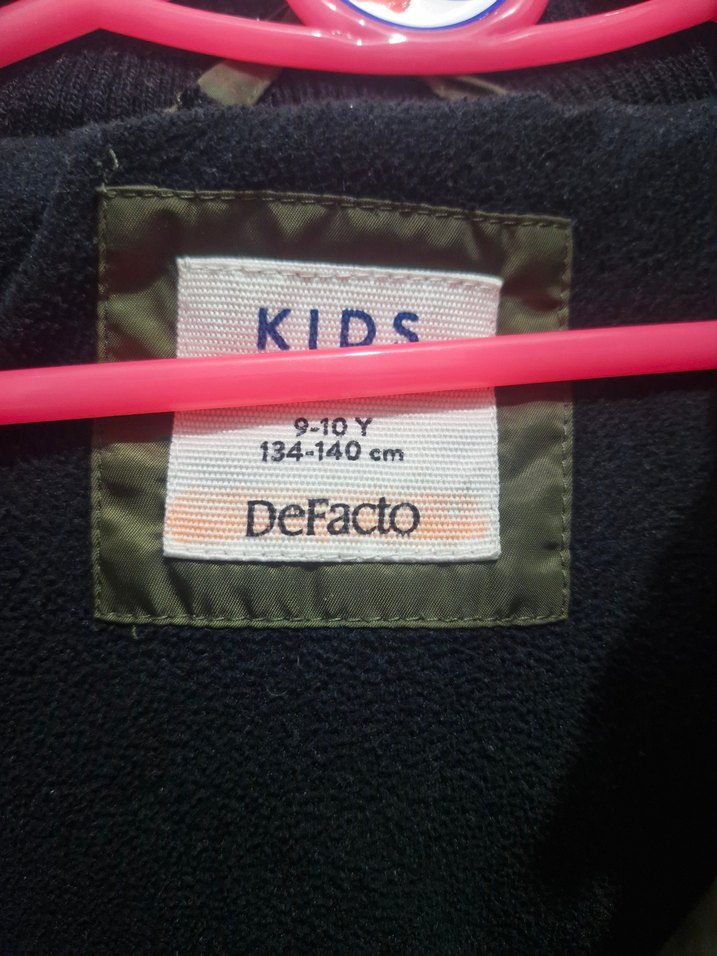 KIDS
9-10 Y
134-140 cm
DeFacto